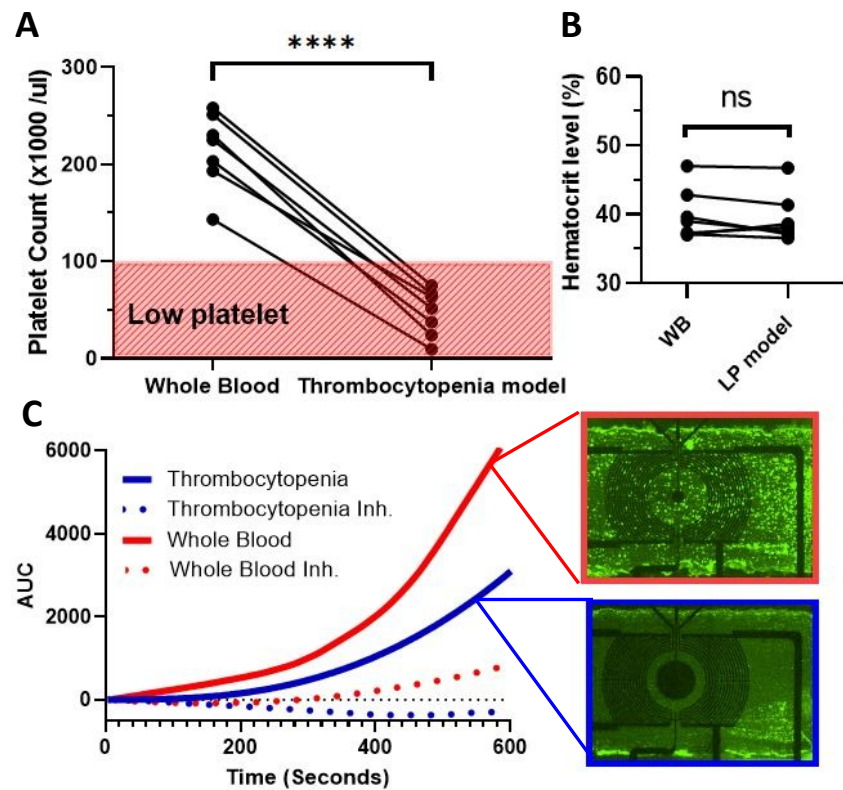 A
****
300
200
100
0
Platelet Count (x1000 /ul)
Low platelet
Whole Blood
Thrombocytopenia model
B
ns
60
50
40
30
Hematocrit level (%)
WB
LP model
C
6000
4000
2000
0
AUC
Thrombocytopenia
Thrombocytopenia Inh.
Whole Blood
Whole Blood Inh.
0
200
400
600
Time (Seconds)